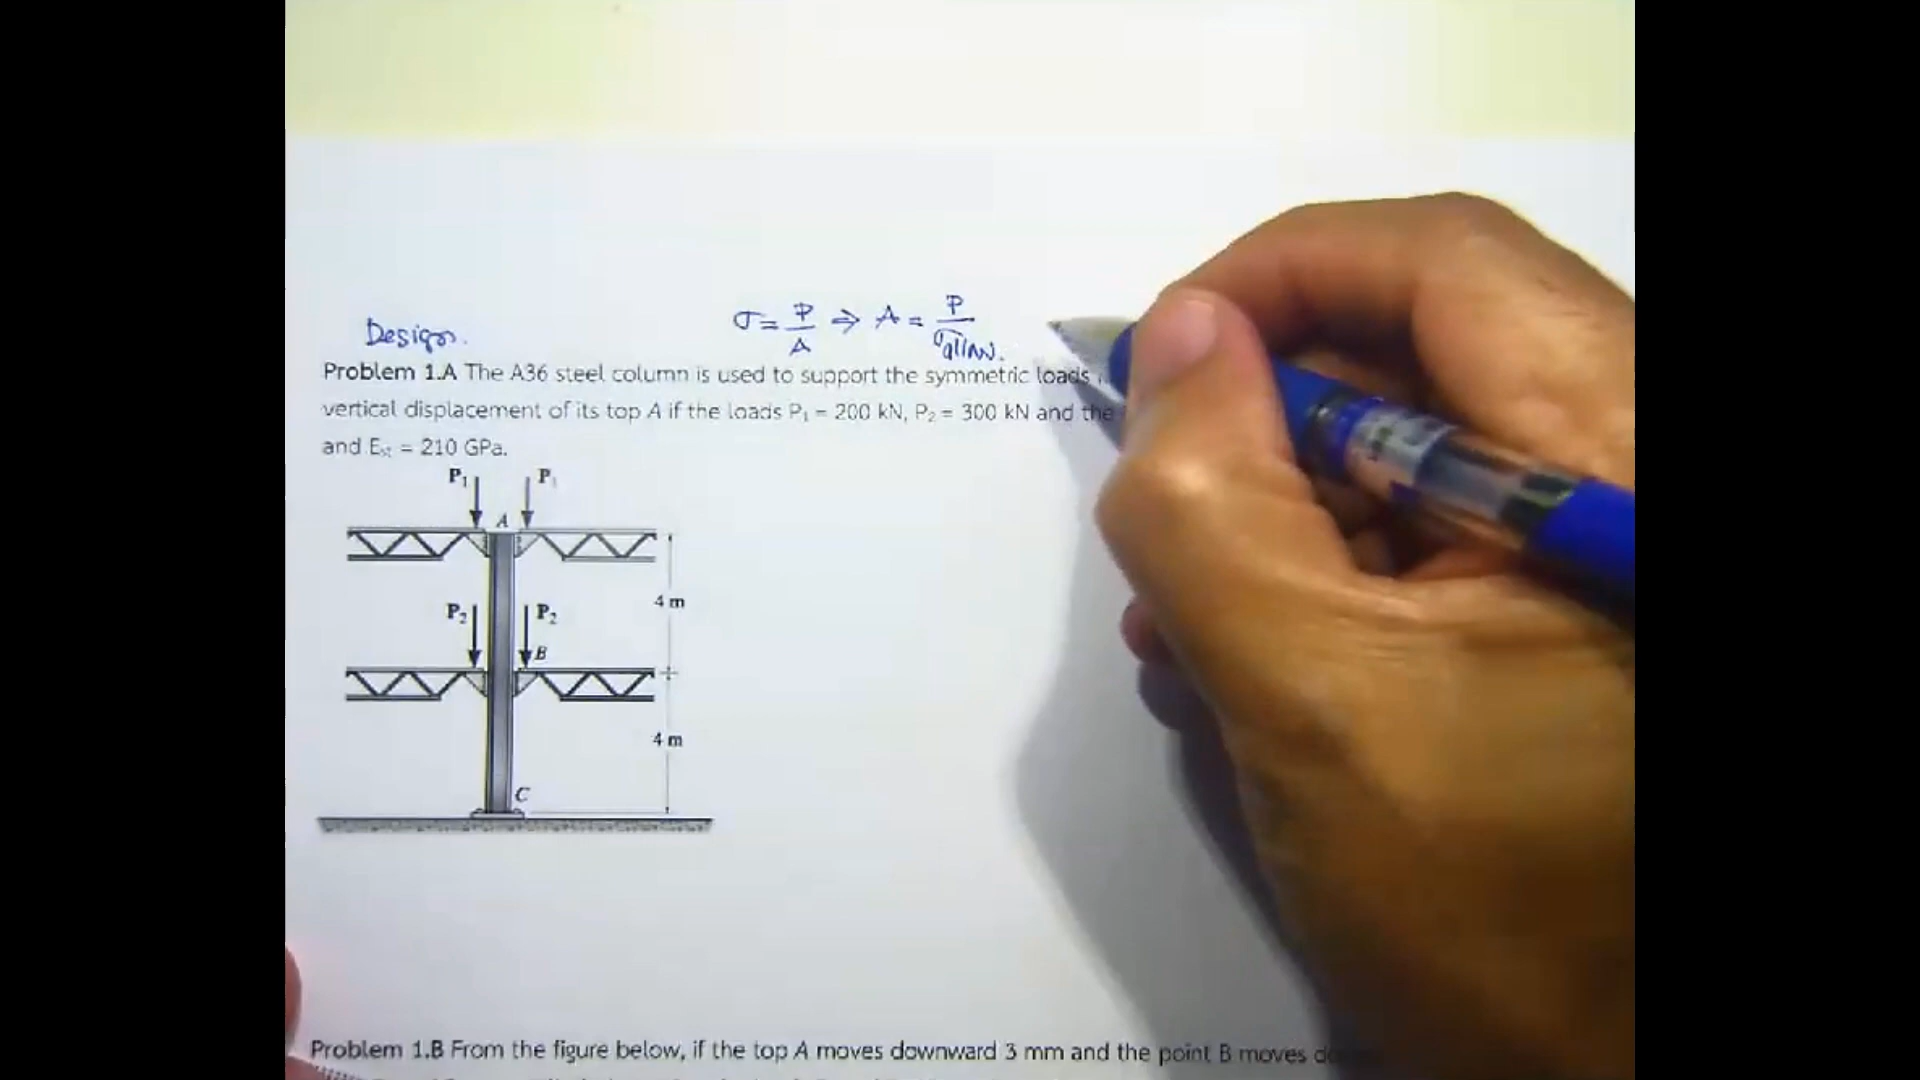 Design.
σ = P/A ⇒ A = P/σallow.
Problem 1.A The A36 steel column is used to support the symmetric loads
vertical displacement of its top A if the loads P₁ = 200 kN, P₂ = 300 kN and the
and Est = 210 GPa.
P₁ P₁
A
4 m
P₂ P₂
B
4 m
C
Problem 1.B From the figure below, if the top A moves downward 3 mm and the point B moves